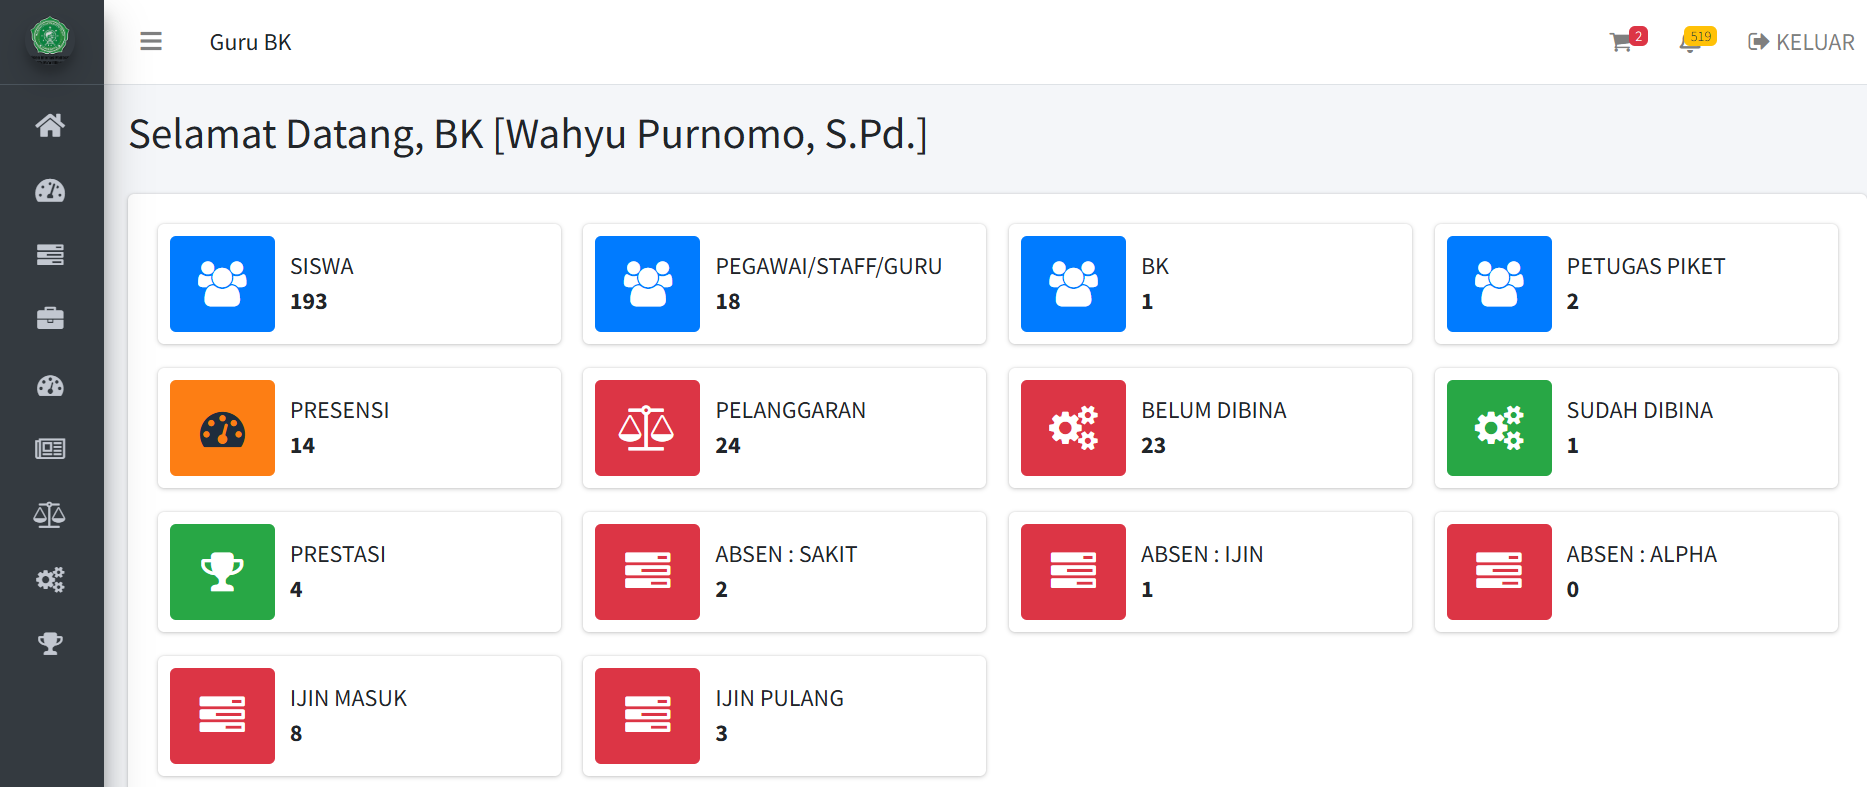 Guru BK
2
519
KELUAR
Selamat Datang, BK [Wahyu Purnomo, S.Pd.]
SISWA
193
PEGAWAI/STAFF/GURU
18
BK
1
PETUGAS PIKET
2
PRESENSI
14
PELANGGARAN
24
BELUM DIBINA
23
SUDAH DIBINA
1
PRESTASI
4
ABSEN : SAKIT
2
ABSEN : IJIN
1
ABSEN : ALPHA
0
IJIN MASUK
8
IJIN PULANG
3